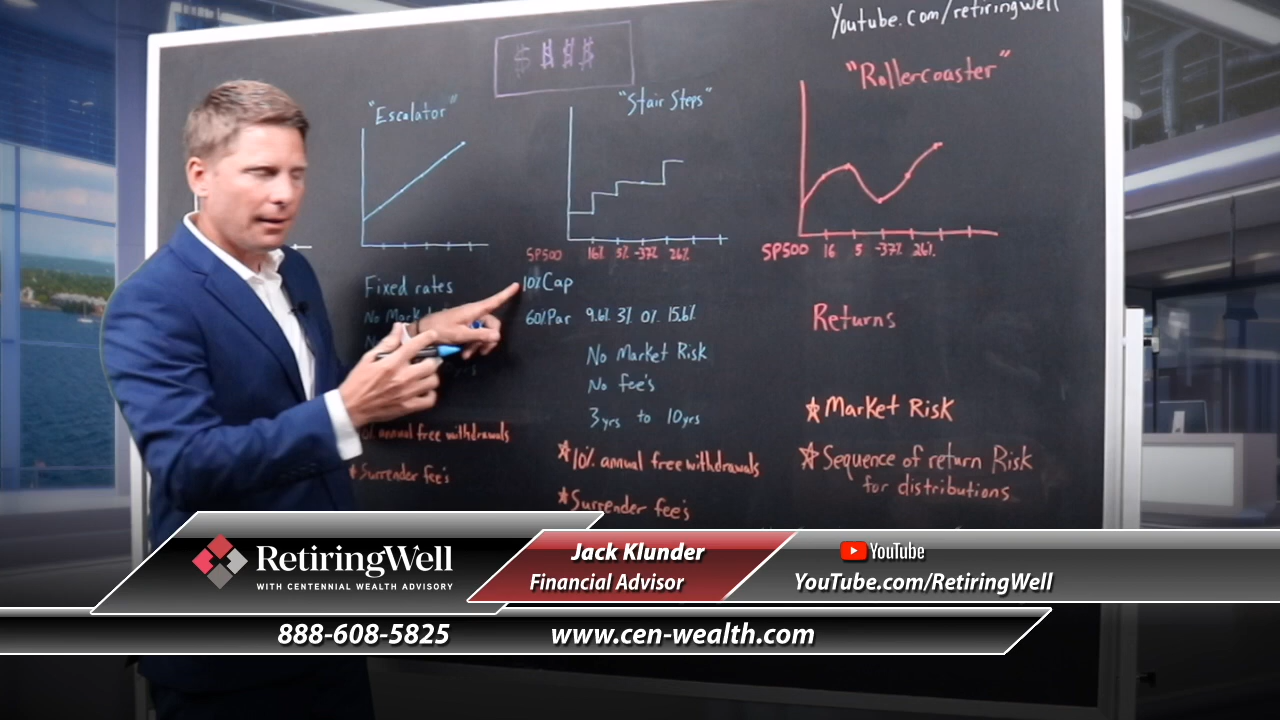 Youtube.com/retiringwell
$ $ $ $
"Escalator"
"Stair Steps"
"Rollercoaster"
SP500 16% 5% -37% 26%
SP500 16 5 -37% 26%
Fixed rates
10% Cap
No
60% Par 9.6% 3% 0% 15.6%
Returns
No Market Risk
No fee's
3yrs to 10yrs
Market Risk
annual free withdrawals
10% annual free withdrawals
Sequence of return Risk
for distributions
Surrender fee's
Surrender fee's
RetiringWell
WITH CENTENNIAL WEALTH ADVISORY
Jack Klunder
Financial Advisor
YouTube
YouTube.com/RetiringWell
888-608-5825
www.cen-wealth.com